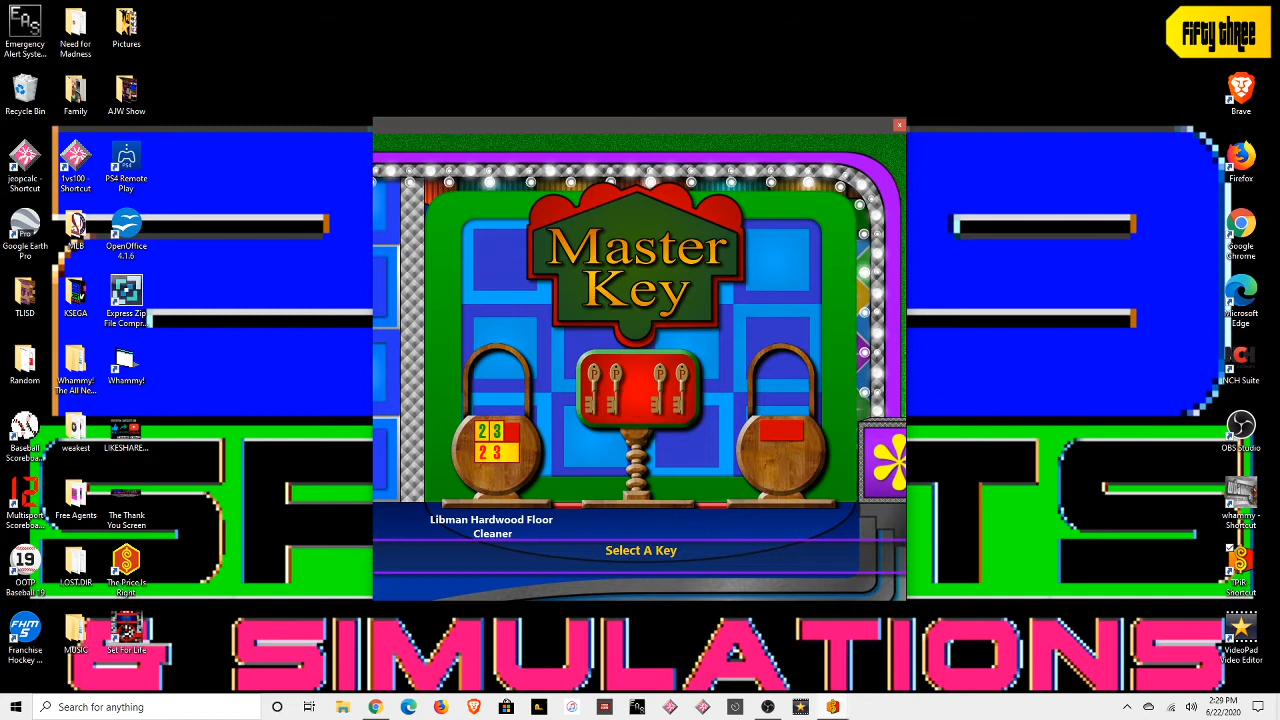 Emergency
Alert Syste...
Need for
Madness
Pictures
FIFTY THREE
Recycle Bin
Family
AJW Show
Brave
jeopcalc -
Shortcut
1vs100 -
Shortcut
PS4 Remote
Play
Firefox
Google Earth
Pro
MLB
OpenOffice
4.1.6
Google
Chrome
TLISD
KSEGA
Express Zip
File Compr...
Microsoft
Edge
Random
Whammy!
The All Ne...
Whammy!
NCH Suite
Baseball
Scoreboa...
weakest
LIKESHARE...
OBS Studio
Multisport
Scoreboa...
Free Agents
The Thank
You Screen
whammy -
Shortcut
OOTP
Baseball 19
LOST.DIR
The Price Is
Right
TPiR
Shortcut
Franchise
Hockey ...
MUSIC
Set For Life
VideoPad
Video Editor
Master
Key
P P P P
2 3
2 3
Libman Hardwood Floor
Cleaner
Select A Key
& SIMULATIONS
Search for anything
2:29 PM
6/22/2020